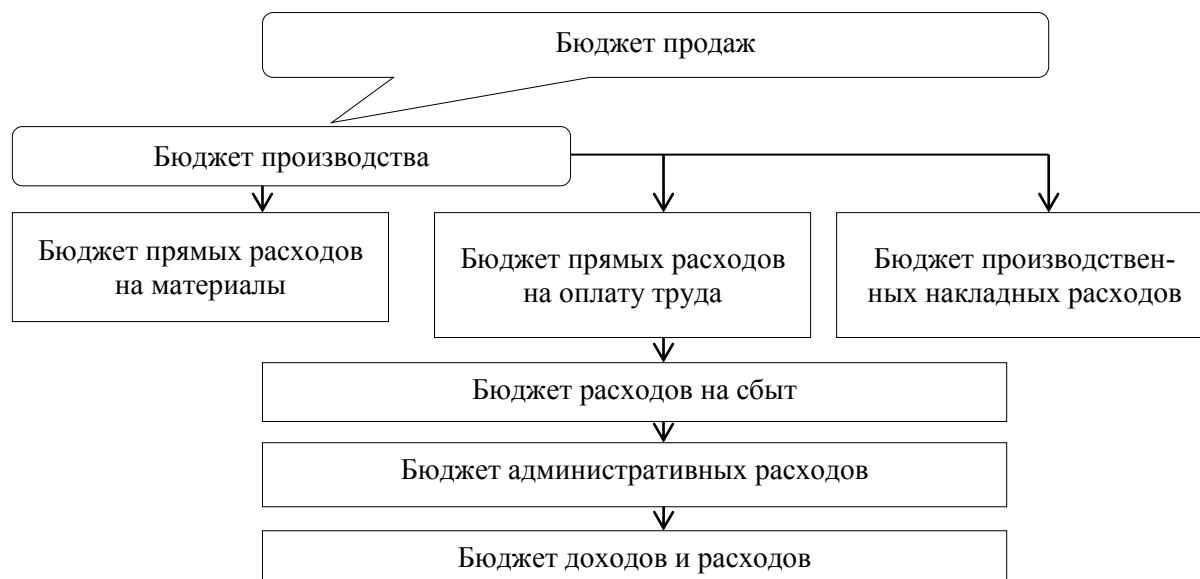 Бюджет продаж
Бюджет производства
Бюджет прямых расходов
на материалы
Бюджет прямых расходов
на оплату труда
Бюджет производствен-
ных накладных расходов
Бюджет расходов на сбыт
Бюджет административных расходов
Бюджет доходов и расходов